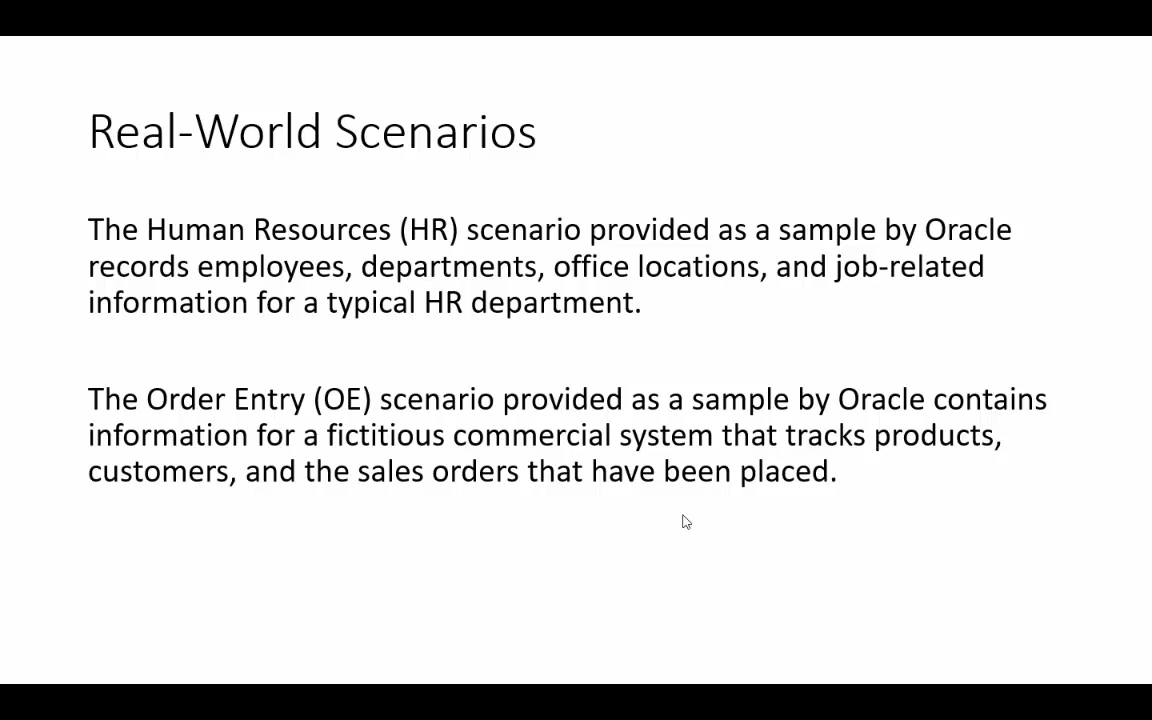 Real-World Scenarios
The Human Resources (HR) scenario provided as a sample by Oracle
records employees, departments, office locations, and job-related
information for a typical HR department.
The Order Entry (OE) scenario provided as a sample by Oracle contains
information for a fictitious commercial system that tracks products,
customers, and the sales orders that have been placed.